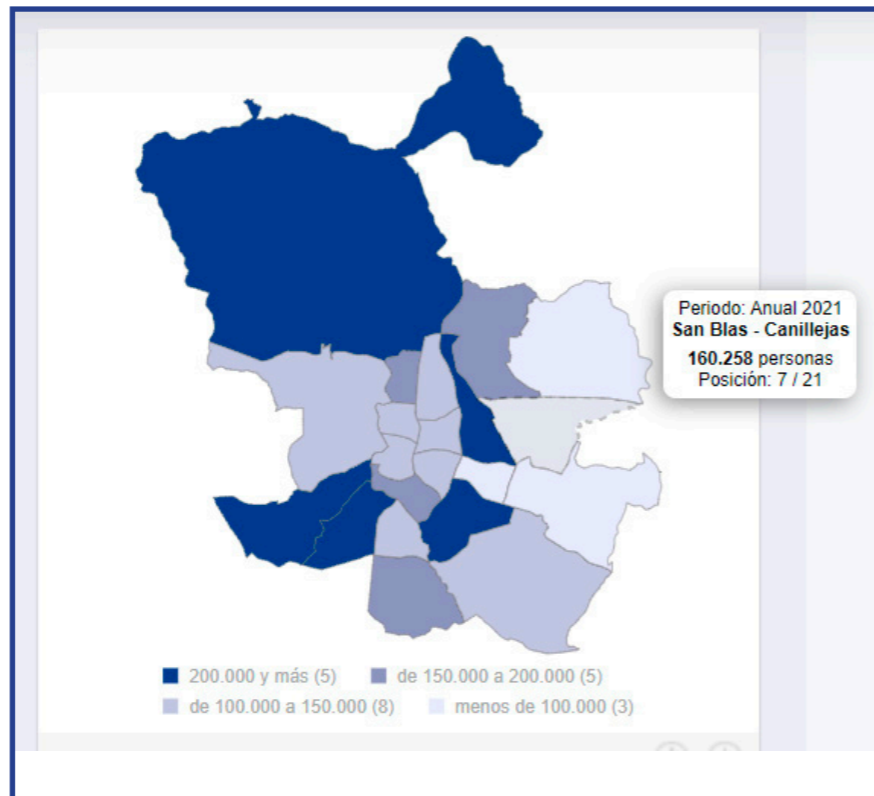 Periodo: Anual 2021
San Blas - Canillejas
160.258 personas
Posición: 7 / 21
200.000 y más (5)
de 150.000 a 200.000 (5)
de 100.000 a 150.000 (8)
menos de 100.000 (3)